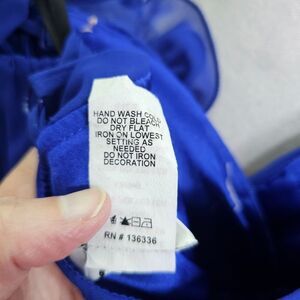 HAND WASH COLD
DO NOT BLEACH
DRY FLAT
IRON ON LOWEST
SETTING AS
NEEDED
DO NOT IRON
DECORATION
RN # 136336